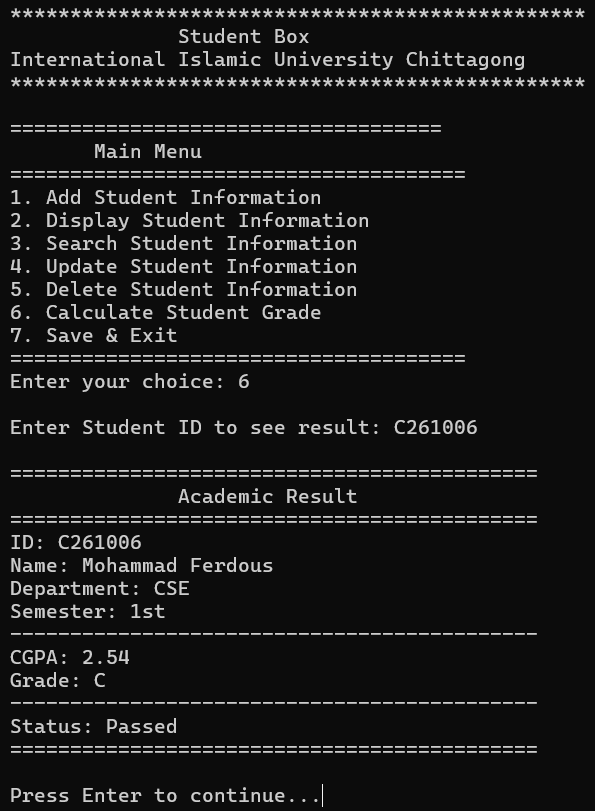 ************************************************
              Student Box
International Islamic University Chittagong
************************************************

====================================
       Main Menu
======================================
1. Add Student Information
2. Display Student Information
3. Search Student Information
4. Update Student Information
5. Delete Student Information
6. Calculate Student Grade
7. Save & Exit
======================================
Enter your choice: 6

Enter Student ID to see result: C261006

============================================
              Academic Result
============================================
ID: C261006
Name: Mohammad Ferdous
Department: CSE
Semester: 1st
--------------------------------------------
CGPA: 2.54
Grade: C
--------------------------------------------
Status: Passed
============================================

Press Enter to continue...